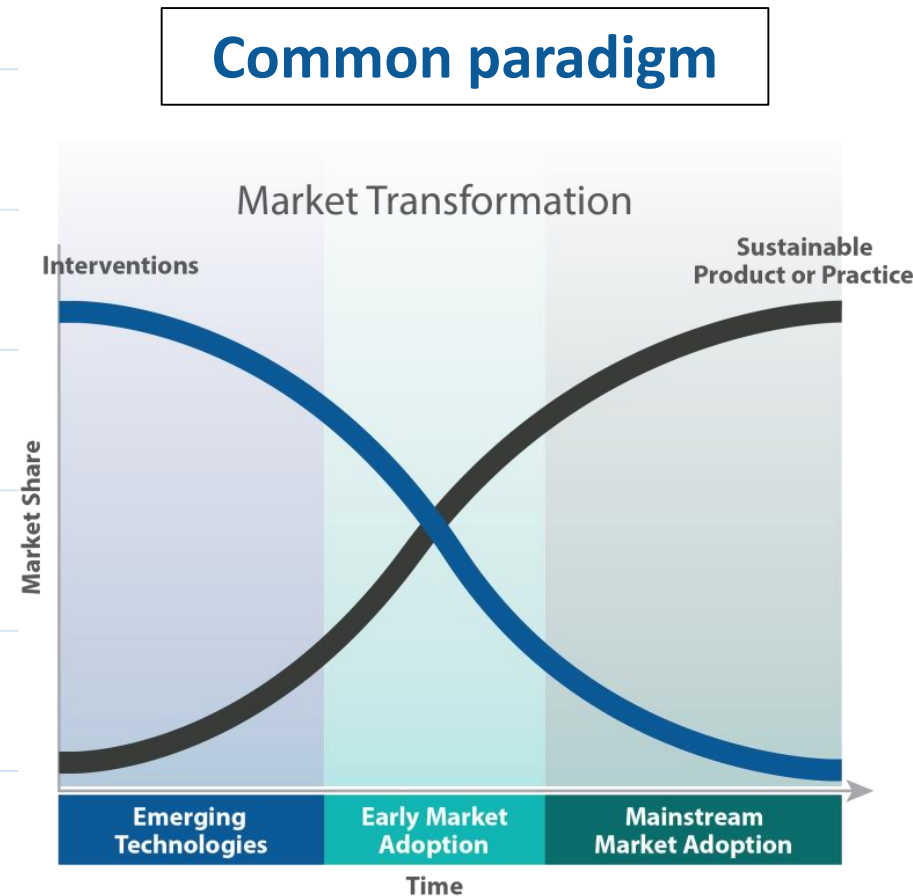 Common paradigm
Market Transformation
Interventions
Sustainable
Product or Practice
Market Share
Emerging
Technologies
Early Market
Adoption
Mainstream
Market Adoption
Time